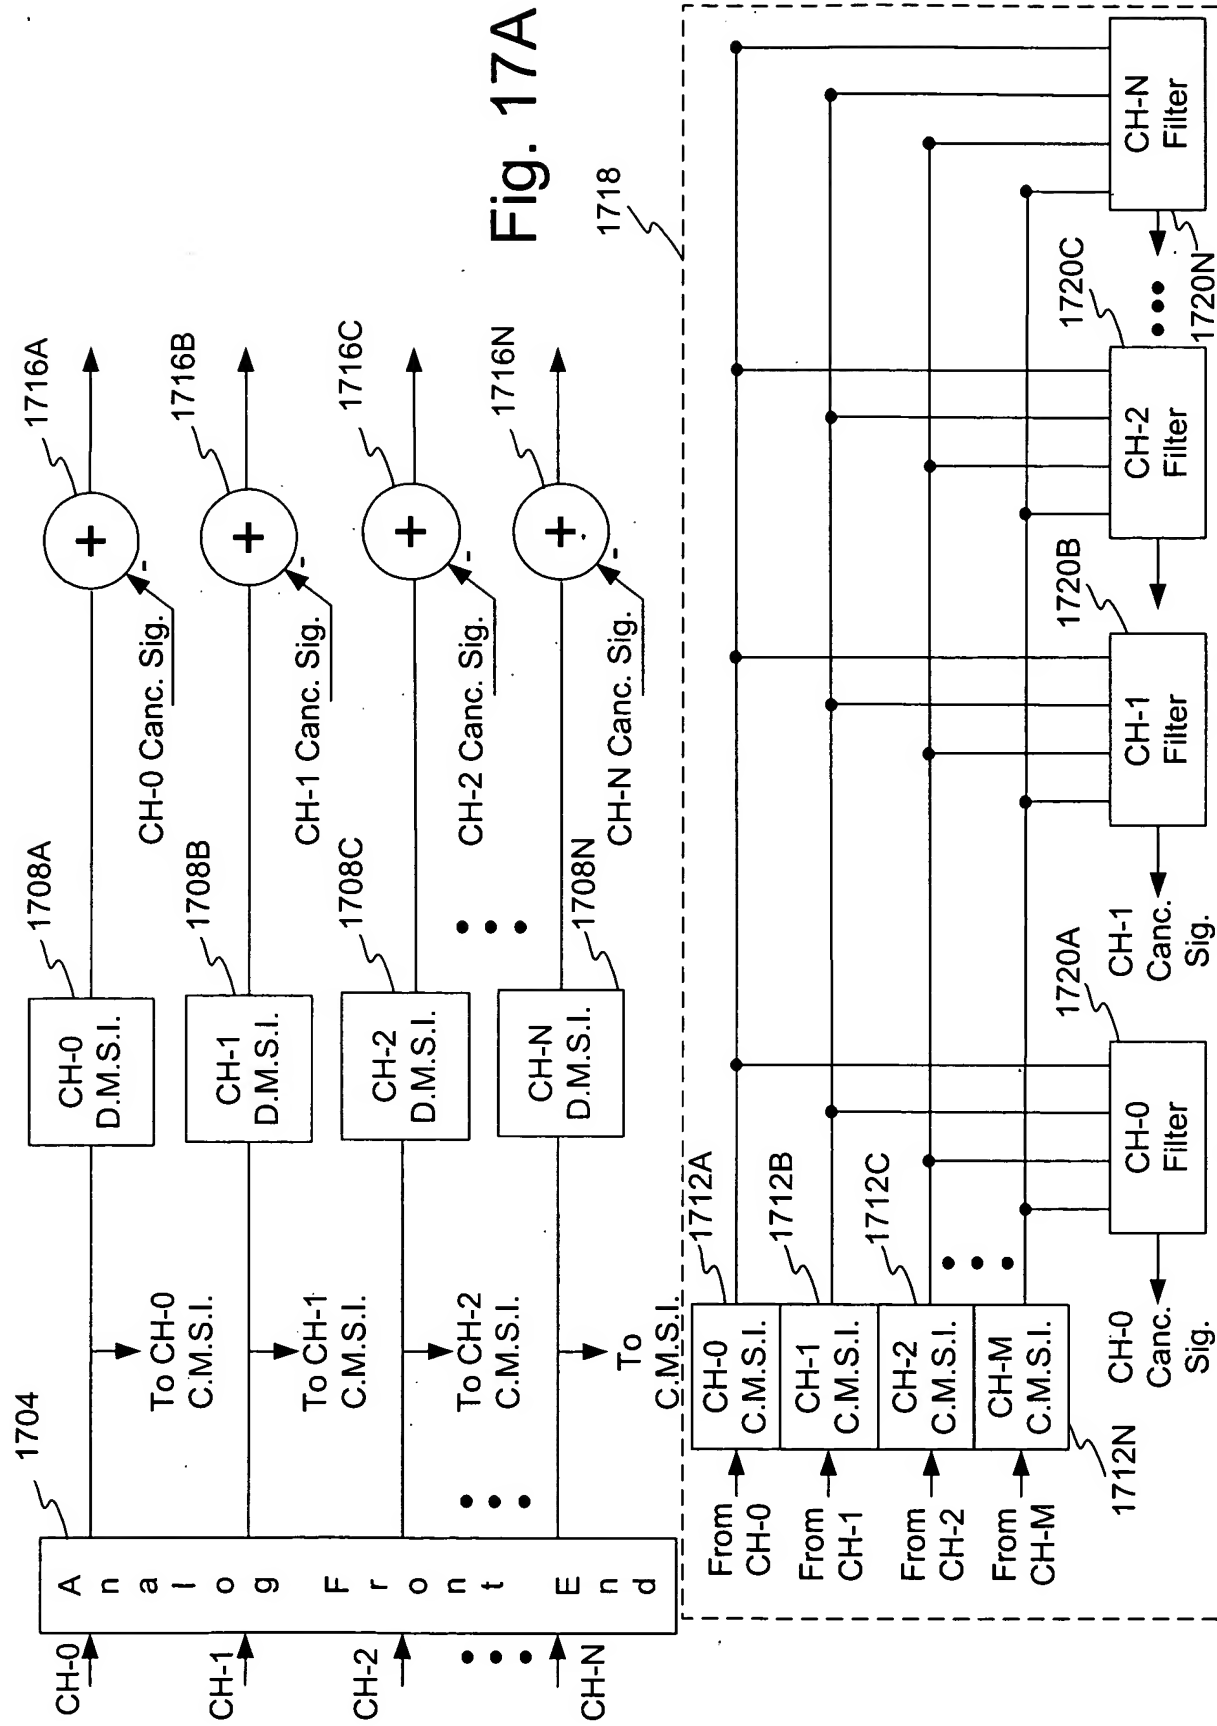 Fig. 17A
1704
CH-0
CH-1
CH-2
CH-N
Analog Front End
To CH-0
C.M.S.I.
To CH-1
C.M.S.I.
To CH-2
C.M.S.I.
To
C.M.S.I.
1708A
CH-0
D.M.S.I.
1708B
CH-1
D.M.S.I.
1708C
CH-2
D.M.S.I.
1708N
CH-N
D.M.S.I.
CH-0 Canc. Sig.
CH-1 Canc. Sig.
CH-2 Canc. Sig.
CH-N Canc. Sig.
+
-
+
-
+
-
+
-
1716A
1716B
1716C
1716N
1718
From
CH-0
From
CH-1
From
CH-2
From
CH-M
1712A
CH-0
C.M.S.I.
1712B
CH-1
C.M.S.I.
1712C
CH-2
C.M.S.I.
CH-M
C.M.S.I.
1712N
1720A
CH-0
Filter
CH-0
Canc.
Sig.
1720B
CH-1
Filter
CH-1
Canc.
Sig.
1720C
CH-2
Filter
1720N
CH-N
Filter